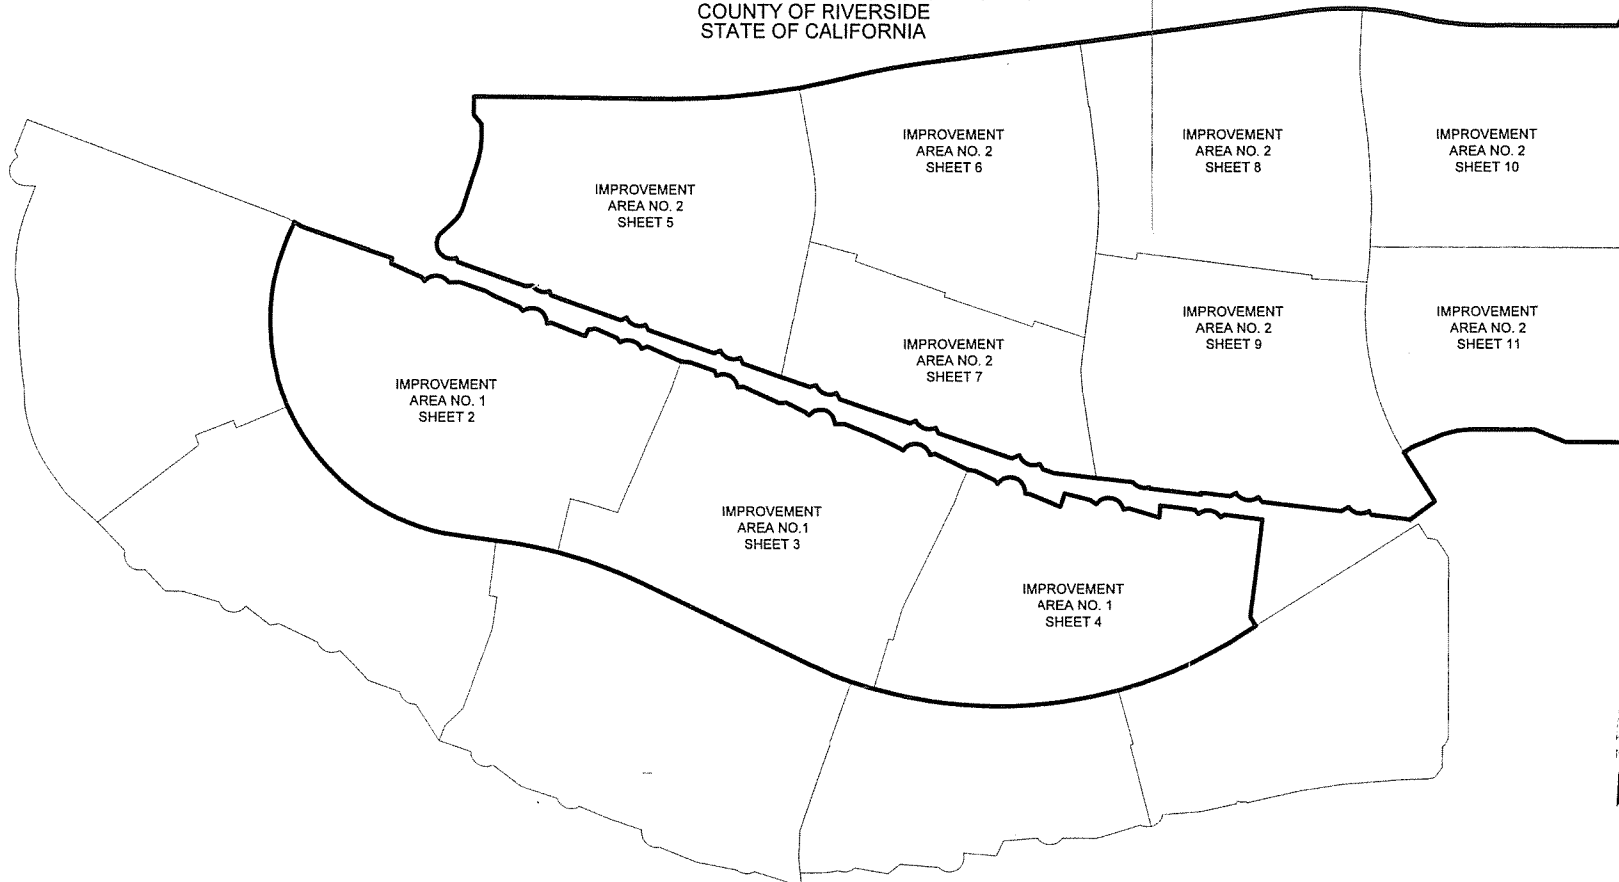 COUNTY OF RIVERSIDE
STATE OF CALIFORNIA
IMPROVEMENT
AREA NO. 2
SHEET 5
IMPROVEMENT
AREA NO. 2
SHEET 6
IMPROVEMENT
AREA NO. 2
SHEET 8
IMPROVEMENT
AREA NO. 2
SHEET 10
IMPROVEMENT
AREA NO. 1
SHEET 2
IMPROVEMENT
AREA NO. 2
SHEET 7
IMPROVEMENT
AREA NO. 2
SHEET 9
IMPROVEMENT
AREA NO. 2
SHEET 11
IMPROVEMENT
AREA NO.1
SHEET 3
IMPROVEMENT
AREA NO. 1
SHEET 4